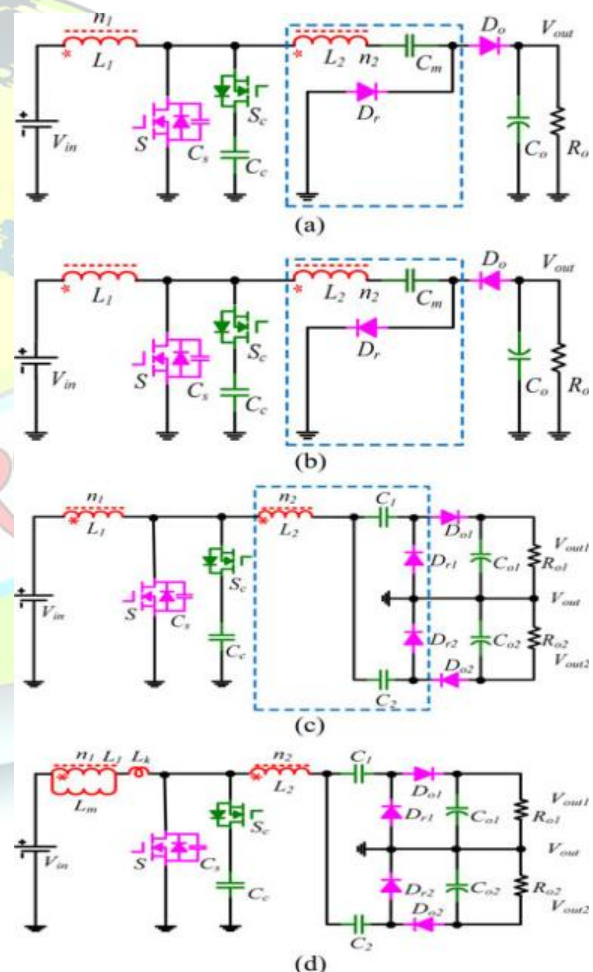 n1 n2 Do Vout
* L1 L2 n2 Cm
Vin S Cs Sc Dr Co Ro
Cc
(a)
Do Vout
* L1 L2 n2 Cm
Vin S Cs Sc Dr Co Ro
Cc
(b)
n1 n2 C1
* L1 * L2 Do1 Vout1
Sc Dr1 Co1 Ro1
Vin S Cs Vout
Cc Dr2 Co2 Ro2
Do2 Vout2
C2
(c)
n1 L1 Lk n2 C1
* Lm * L2 Do1 Vout1
Sc Dr1 Co1 Ro1
Vin S Cs Vout
Cc Dr2 Co2 Ro2
Do2 Vout2
C2
(d)